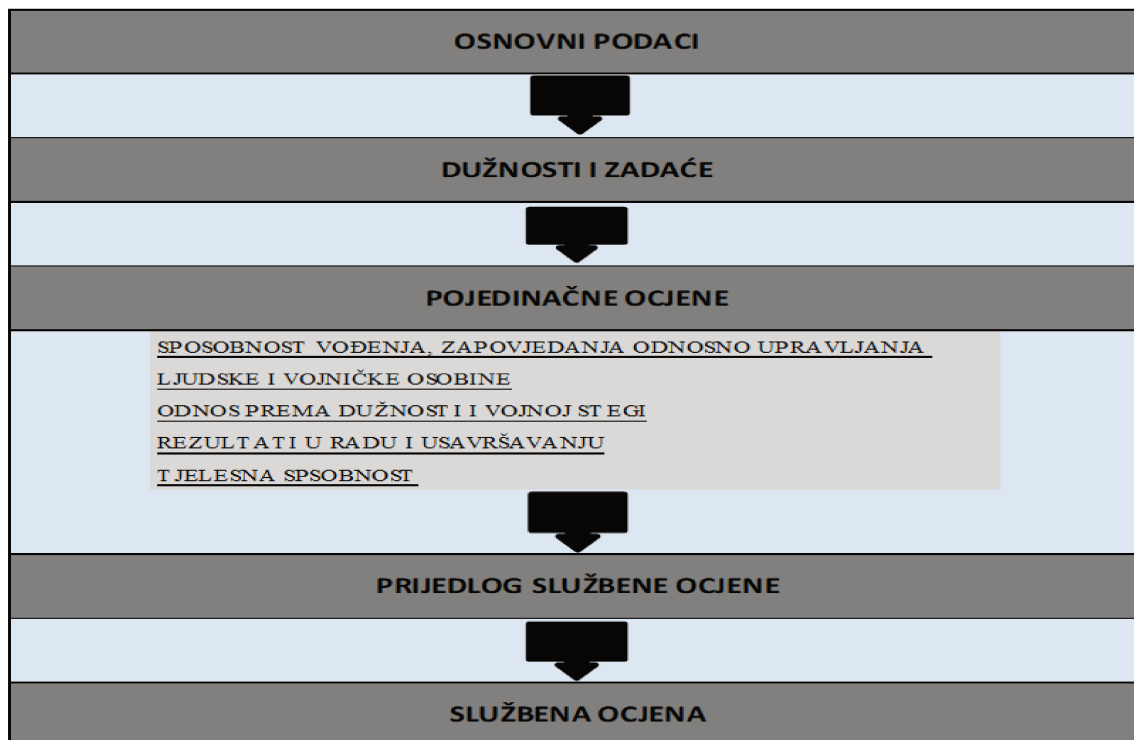 OSNOVNI PODACI
DUŽNOSTI I ZADAĆE
POJEDINAČNE OCJENE
SPOSOBNOST VOĐENJA, ZAPOVJEDANJA ODNOSNO UPRAVLJANJA
LJUDSKE I VOJNIČKE OSOBINE
ODNOS PREMA DUŽNOSTI I VOJNOJ STEGI
REZULTATI U RADU I USAVRŠAVANJU
TJELESNA SPSOBNOST
PRIJEDLOG SLUŽBENE OCJENE
SLUŽBENA OCJENA